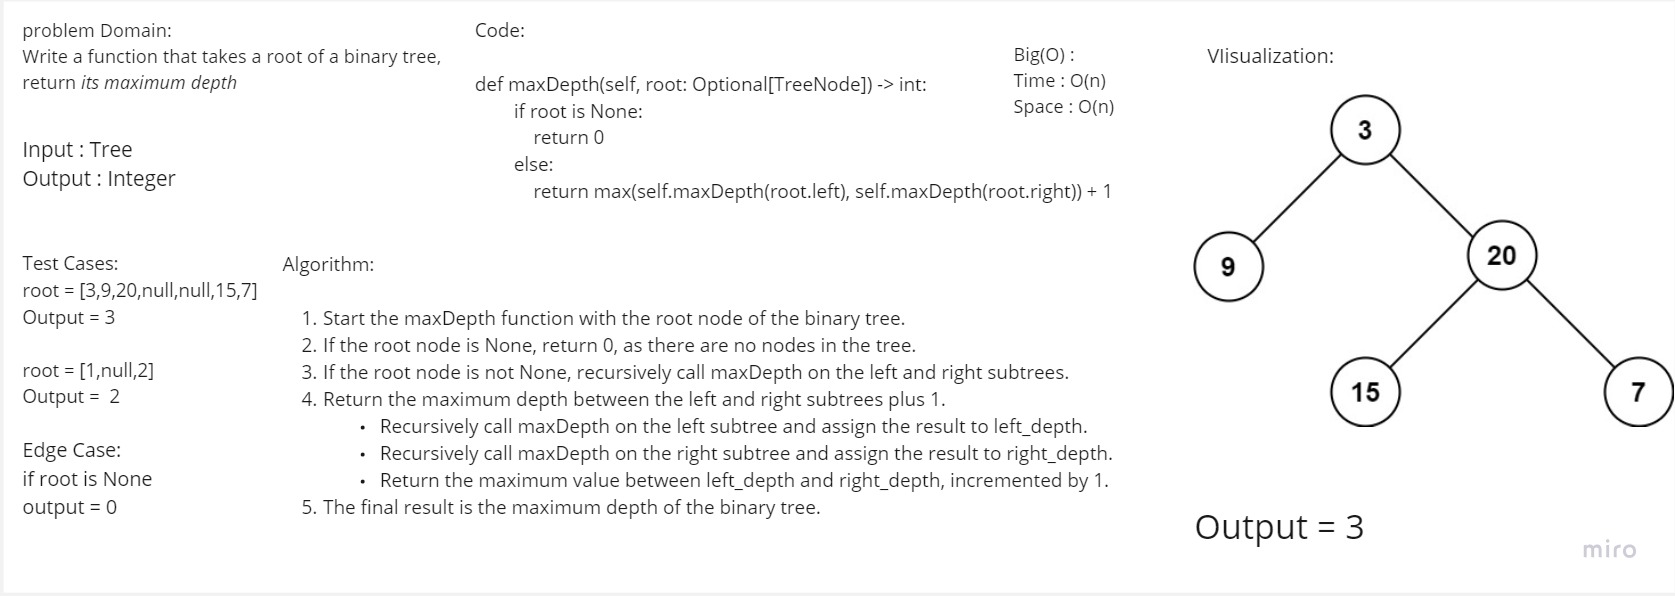 problem Domain:
Write a function that takes a root of a binary tree,
return its maximum depth
Input : Tree
Output : Integer
Code:
def maxDepth(self, root: Optional[TreeNode]) -> int:
if root is None:
return 0
else:
return max(self.maxDepth(root.left), self.maxDepth(root.right)) + 1
Big(O) :
Time : O(n)
Space : O(n)
Test Cases:
root = [3,9,20,null,null,15,7]
Output = 3
root = [1,null,2]
Output =  2
Edge Case:
if root is None
output = 0
Algorithm:
1. Start the maxDepth function with the root node of the binary tree.
2. If the root node is None, return 0, as there are no nodes in the tree.
3. If the root node is not None, recursively call maxDepth on the left and right subtrees.
4. Return the maximum depth between the left and right subtrees plus 1.
• Recursively call maxDepth on the left subtree and assign the result to left_depth.
• Recursively call maxDepth on the right subtree and assign the result to right_depth.
• Return the maximum value between left_depth and right_depth, incremented by 1.
5. The final result is the maximum depth of the binary tree.
VIisualization:
3
9
20
15
7
Output = 3
miro